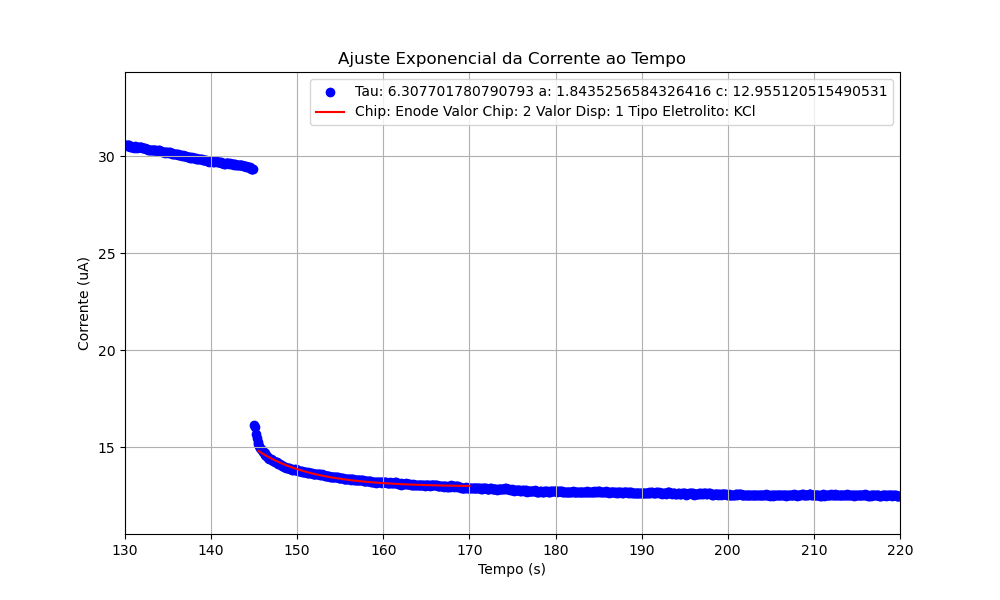 Ajuste Exponencial da Corrente ao Tempo
Tau: 6.307701780790793 a: 1.8435256584326416 c: 12.955120515490531
Chip: Enode Valor Chip: 2 Valor Disp: 1 Tipo Eletrolito: KCl
Corrente (uA)
30
25
20
15
130 140 150 160 170 180 190 200 210 220
Tempo (s)